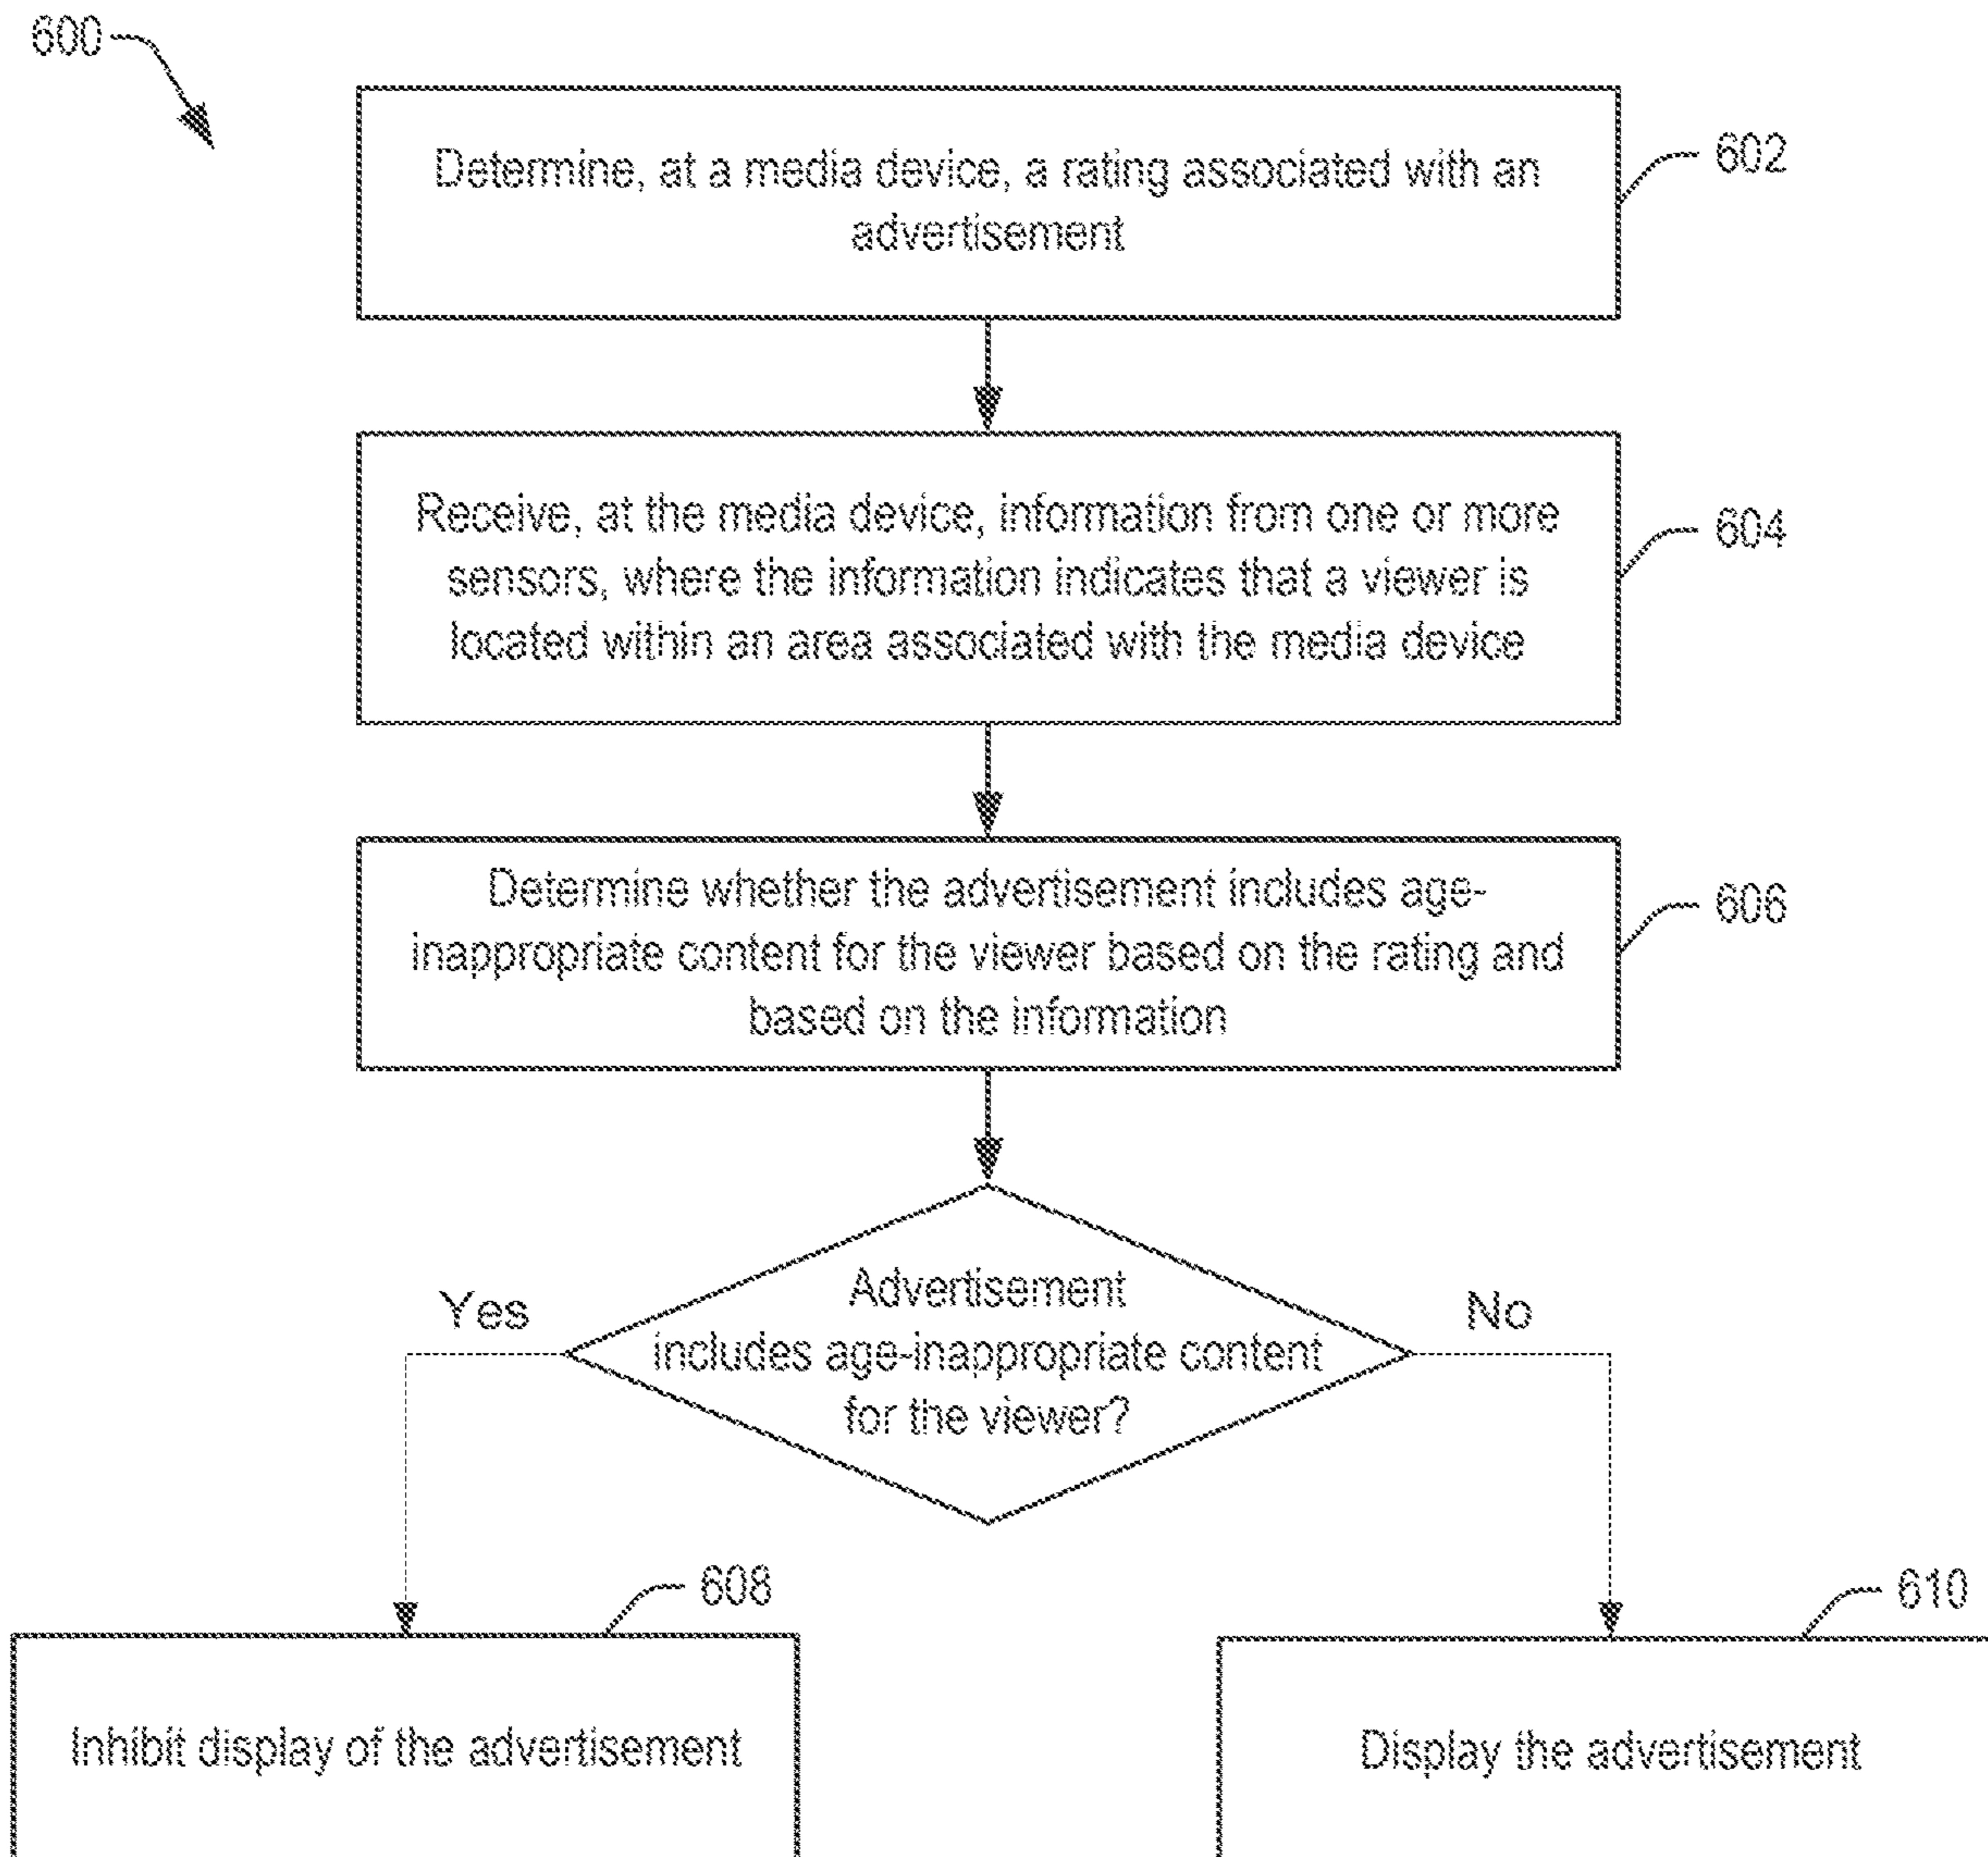 600
Determine, at a media device, a rating associated with an
advertisement
602
Receive, at the media device, information from one or more
sensors, where the information indicates that a viewer is
located within an area associated with the media device
604
Determine whether the advertisement includes age-
inappropriate content for the viewer based on the rating and
based on the information
606
Advertisement
includes age-inappropriate content
for the viewer?
Yes
No
608
Inhibit display of the advertisement
610
Display the advertisement